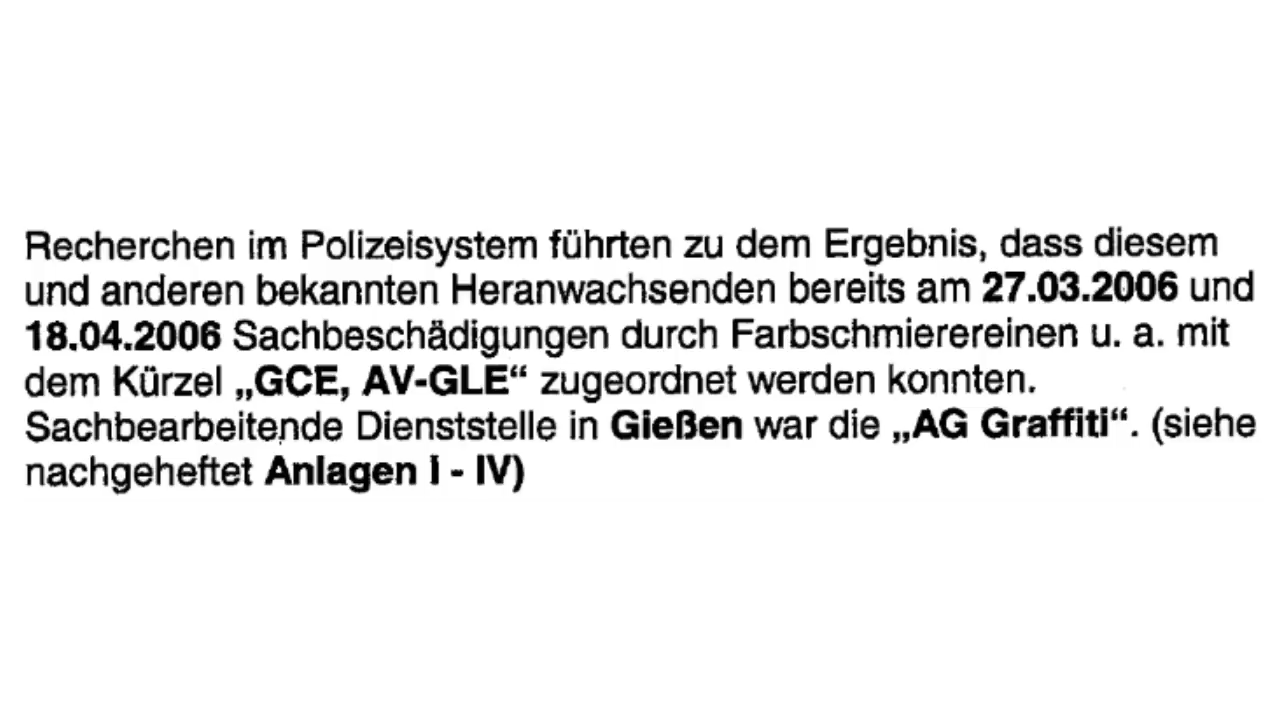 Recherchen im Polizeisystem führten zu dem Ergebnis, dass diesem
und anderen bekannten Heranwachsenden bereits am 27.03.2006 und
18.04.2006 Sachbeschädigungen durch Farbschmierereinen u. a. mit
dem Kürzel „GCE, AV-GLE“ zugeordnet werden konnten.
Sachbearbeitende Dienststelle in Gießen war die „AG Graffiti“. (siehe
nachgeheftet Anlagen I - IV)